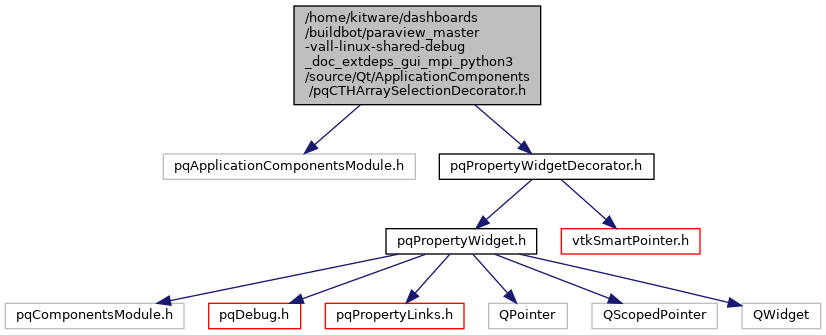 /home/kitware/dashboards
/buildbot/paraview_master
-vall-linux-shared-debug
_doc_extdeps_gui_mpi_python3
/source/Qt/ApplicationComponents
/pqCTHArraySelectionDecorator.h
pqApplicationComponentsModule.h
pqPropertyWidgetDecorator.h
pqPropertyWidget.h
vtkSmartPointer.h
pqComponentsModule.h
pqDebug.h
pqPropertyLinks.h
QPointer
QScopedPointer
QWidget